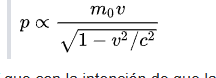 p ∝ m₀v / √(1 − v²/c²)
que con la intención de que la